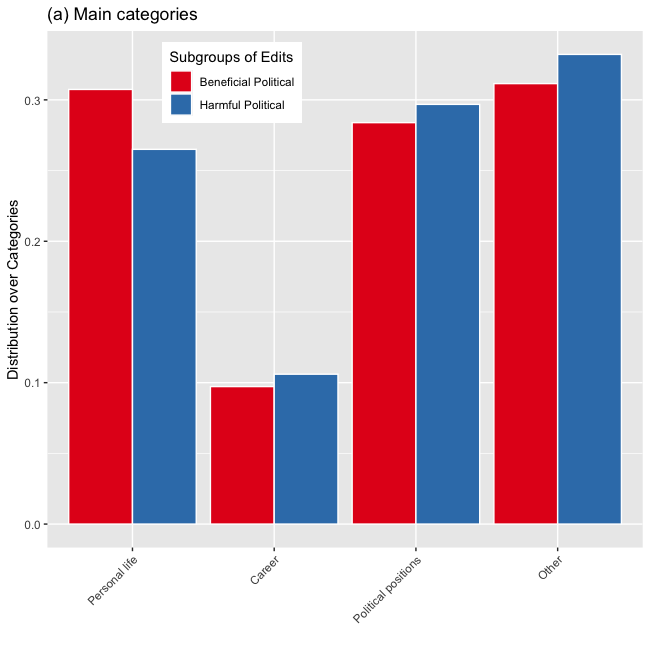 (a) Main categories
Subgroups of Edits
Beneficial Political
Harmful Political
Distribution over Categories
0.3
0.2
0.1
0.0
Personal life
Career
Political positions
Other